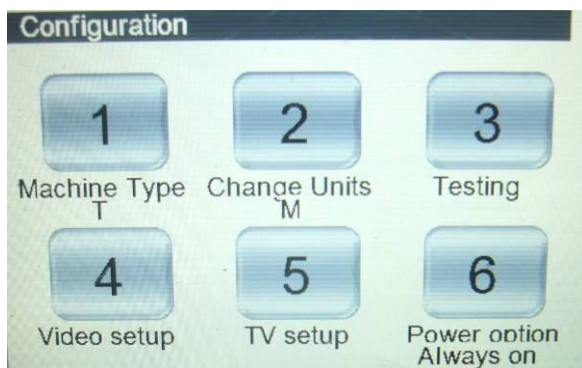 Configuration
1 2 3
Machine Type Change Units Testing
T M
4 5 6
Video setup TV setup Power option
Always on